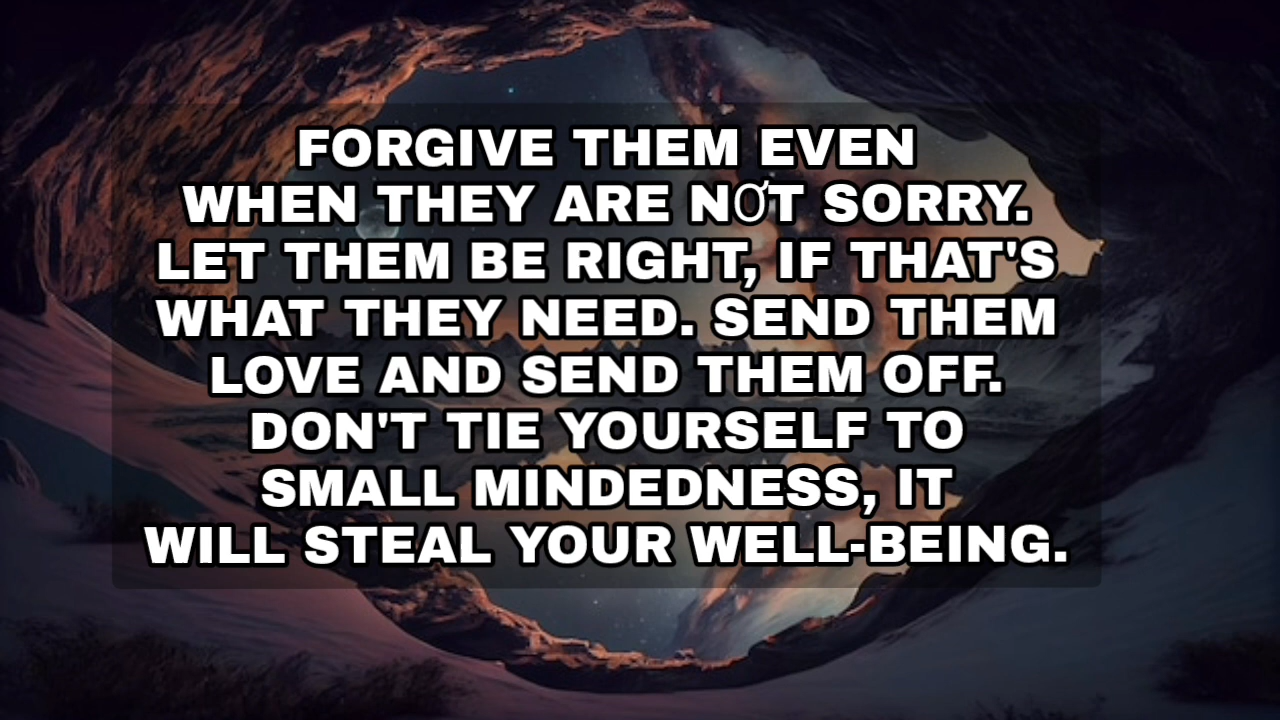 FORGIVE THEM EVEN
WHEN THEY ARE NƠT SORRY.
LET THEM BE RIGHT, IF THAT'S
WHAT THEY NEED. SEND THEM
LOVE AND SEND THEM OFF.
DON'T TIE YOURSELF TO
SMALL MINDEDNESS, IT
WILL STEAL YOUR WELL-BEING.